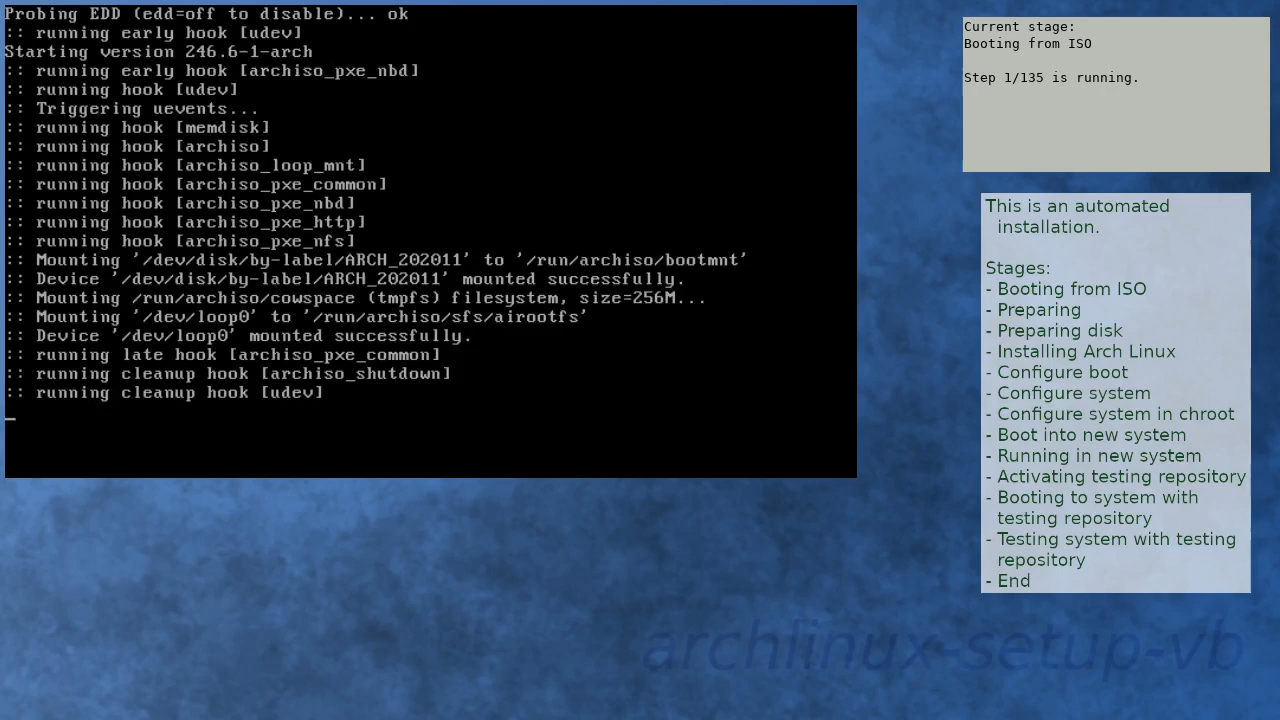 Probing EDD (edd=off to disable)... ok
:: running early hook [udev]
Starting version 246.6-1-arch
:: running early hook [archiso_pxe_nbd]
:: running hook [udev]
:: Triggering uevents...
:: running hook [memdisk]
:: running hook [archiso]
:: running hook [archiso_loop_mnt]
:: running hook [archiso_pxe_common]
:: running hook [archiso_pxe_nbd]
:: running hook [archiso_pxe_http]
:: running hook [archiso_pxe_nfs]
:: Mounting '/dev/disk/by-label/ARCH_202011' to '/run/archiso/bootmnt'
:: Device '/dev/disk/by-label/ARCH_202011' mounted successfully.
:: Mounting /run/archiso/cowspace (tmpfs) filesystem, size=256M...
:: Mounting '/dev/loop0' to '/run/archiso/sfs/airootfs'
:: Device '/dev/loop0' mounted successfully.
:: running late hook [archiso_pxe_common]
:: running cleanup hook [archiso_shutdown]
:: running cleanup hook [udev]
_
Current stage:
Booting from ISO
Step 1/135 is running.
This is an automated
installation.
Stages:
- Booting from ISO
- Preparing
- Preparing disk
- Installing Arch Linux
- Configure boot
- Configure system
- Configure system in chroot
- Boot into new system
- Running in new system
- Activating testing repository
- Booting to system with
testing repository
- Testing system with testing
repository
- End
archlinux-setup-vb